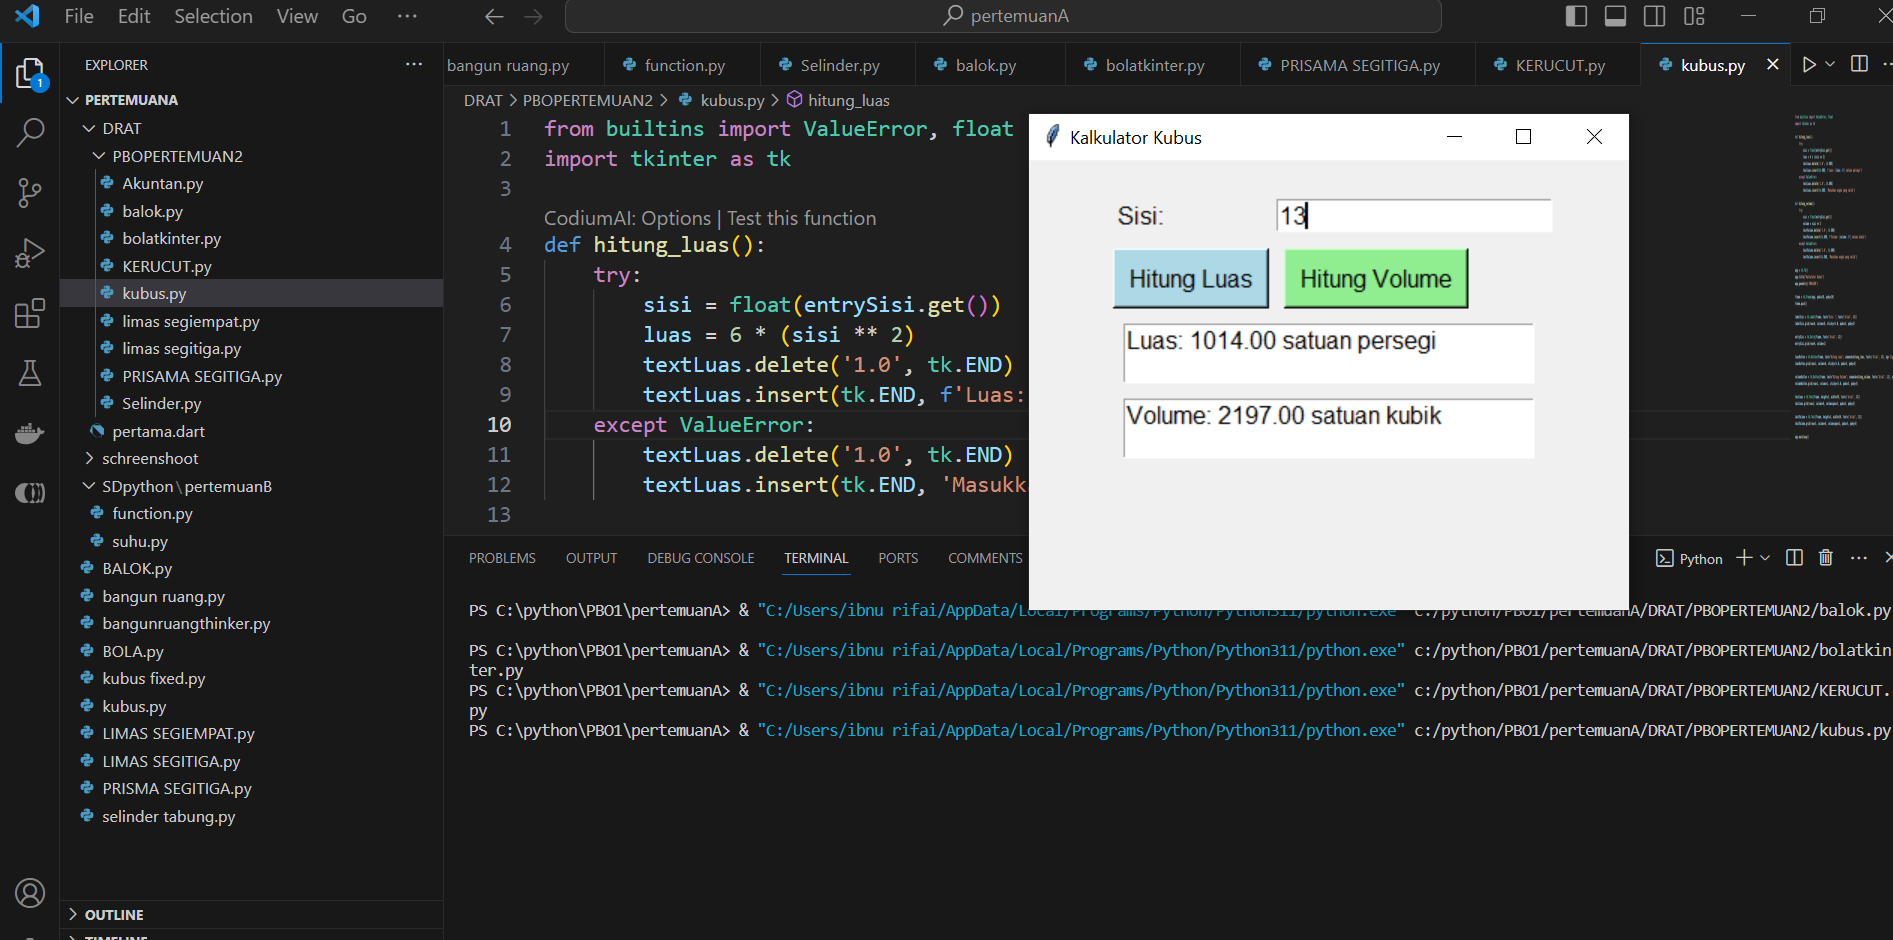 File Edit Selection View Go ··· pertemuanA
EXPLORER ···
1
PERTEMUANA
DRAT
PBOPERTEMUAN2
Akuntan.py
balok.py
bolatkinter.py
KERUCUT.py
kubus.py
limas segiempat.py
limas segitiga.py
PRISAMA SEGITIGA.py
Selinder.py
pertama.dart
schreenshoot
SDpython\pertemuanB
function.py
suhu.py
BALOK.py
bangun ruang.py
bangunruangthinker.py
BOLA.py
kubus fixed.py
kubus.py
LIMAS SEGIEMPAT.py
LIMAS SEGITIGA.py
PRISMA SEGITIGA.py
selinder tabung.py
OUTLINE
TIMELINE
bangun ruang.py function.py Selinder.py balok.py bolatkinter.py PRISAMA SEGITIGA.py KERUCUT.py kubus.py
DRAT > PBOPERTEMUAN2 > kubus.py > hitung_luas
1 from builtins import ValueError, float
2 import tkinter as tk
3
CodiumAI: Options | Test this function
4 def hitung_luas():
5 try:
6 sisi = float(entrySisi.get())
7 luas = 6 * (sisi ** 2)
8 textLuas.delete('1.0', tk.END)
9 textLuas.insert(tk.END, f'Luas:
10 except ValueError:
11 textLuas.delete('1.0', tk.END)
12 textLuas.insert(tk.END, 'Masukk
13
Kalkulator Kubus
Sisi: 13
Hitung Luas Hitung Volume
Luas: 1014.00 satuan persegi
Volume: 2197.00 satuan kubik
PROBLEMS OUTPUT DEBUG CONSOLE TERMINAL PORTS COMMENTS Python
PS C:\python\PBO1\pertemuanA> & "C:/Users/ibnu rifai/AppData/Local/Programs/Python/Python311/python.exe" c:/python/PBO1/pertemuanA/DRAT/PBOPERTEMUAN2/balok.py
PS C:\python\PBO1\pertemuanA> & "C:/Users/ibnu rifai/AppData/Local/Programs/Python/Python311/python.exe" c:/python/PBO1/pertemuanA/DRAT/PBOPERTEMUAN2/bolatkin
ter.py
PS C:\python\PBO1\pertemuanA> & "C:/Users/ibnu rifai/AppData/Local/Programs/Python/Python311/python.exe" c:/python/PBO1/pertemuanA/DRAT/PBOPERTEMUAN2/KERUCUT.
py
PS C:\python\PBO1\pertemuanA> & "C:/Users/ibnu rifai/AppData/Local/Programs/Python/Python311/python.exe" c:/python/PBO1/pertemuanA/DRAT/PBOPERTEMUAN2/kubus.py